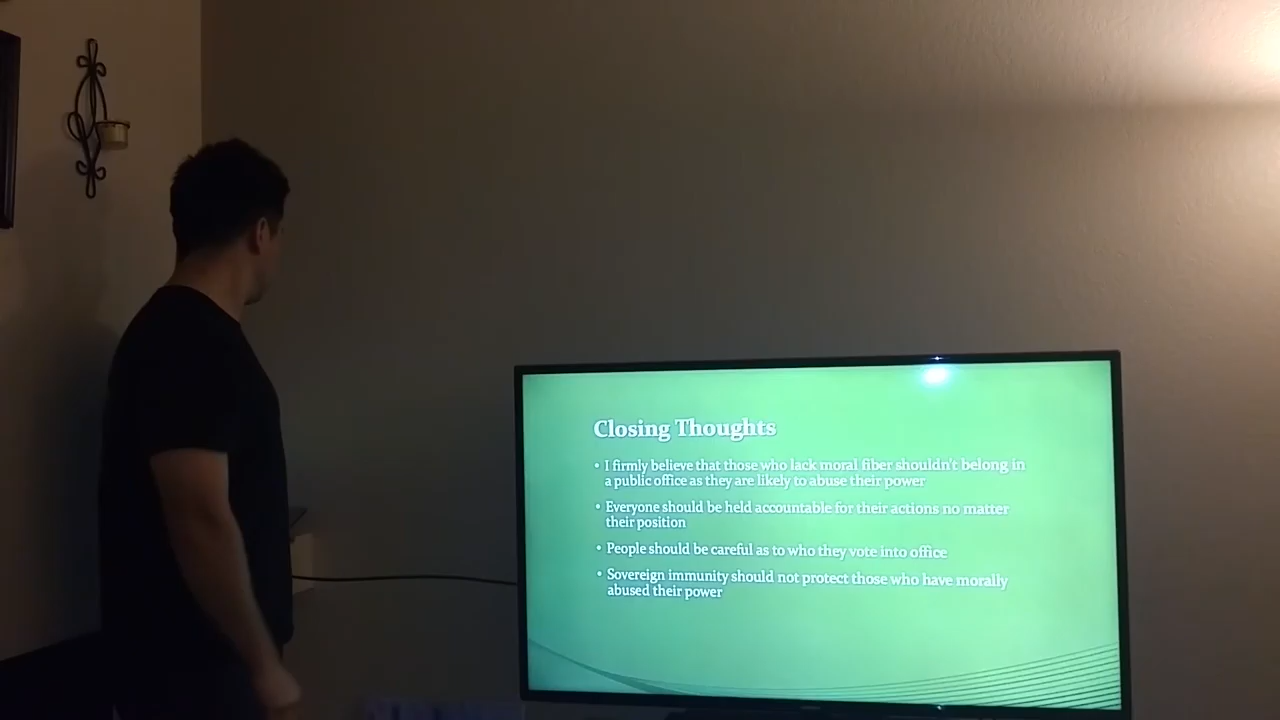 Closing Thoughts
• I firmly believe that those who lack moral fiber shouldn't belong in
a public office as they are likely to abuse their power
• Everyone should be held accountable for their actions no matter
their position
• People should be careful as to who they vote into office
• Sovereign immunity should not protect those who have morally
abused their power